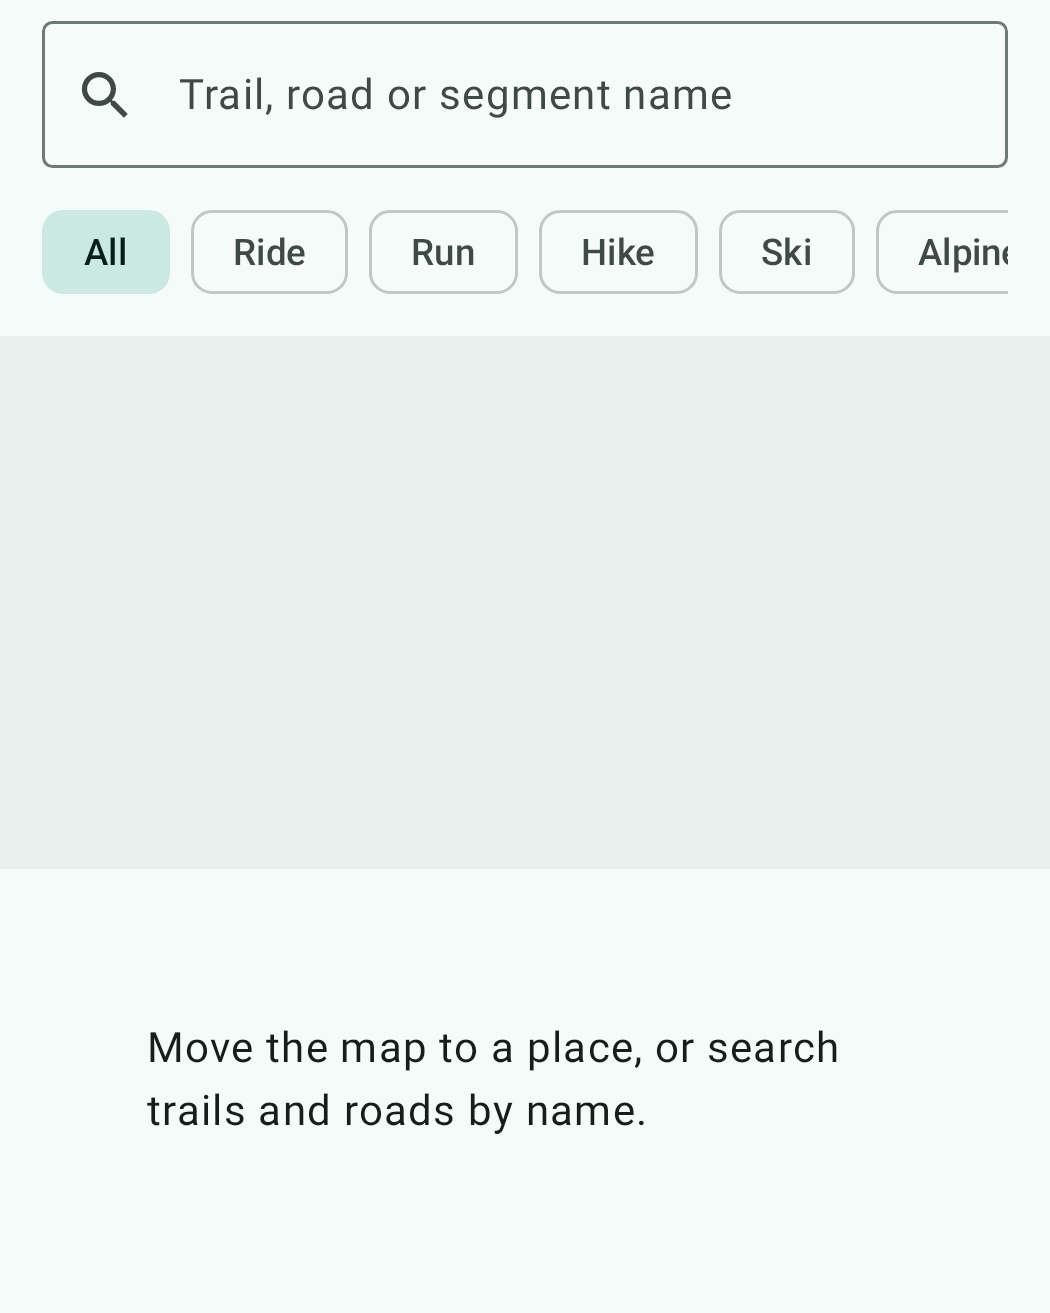 Trail, road or segment name
All Ride Run Hike Ski Alpine
Move the map to a place, or search
trails and roads by name.